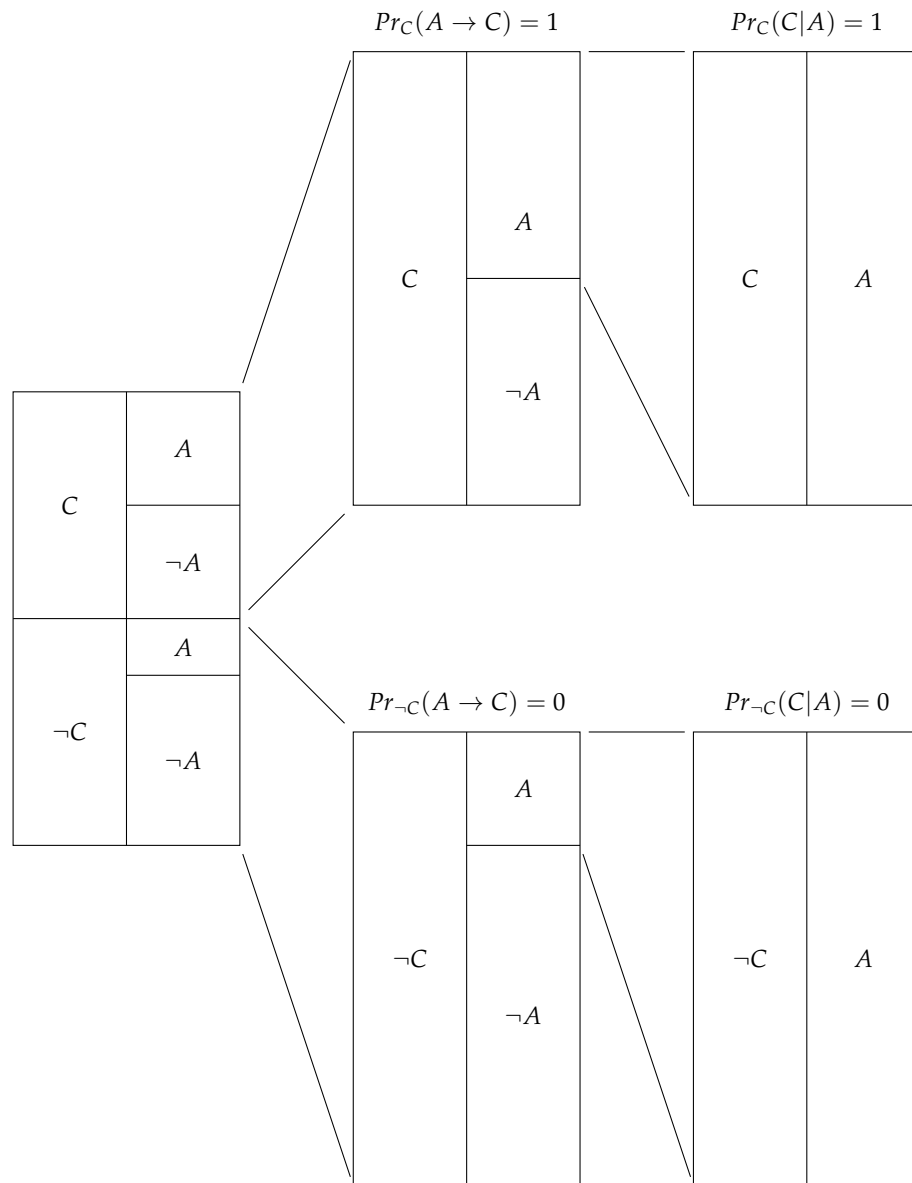 Pr_C(A → C) = 1
Pr_C(C|A) = 1
C
A
¬A
C
A
C
A
¬A
C
¬C
A
¬A
Pr_¬C(A → C) = 0
Pr_¬C(C|A) = 0
¬C
A
¬A
¬C
A